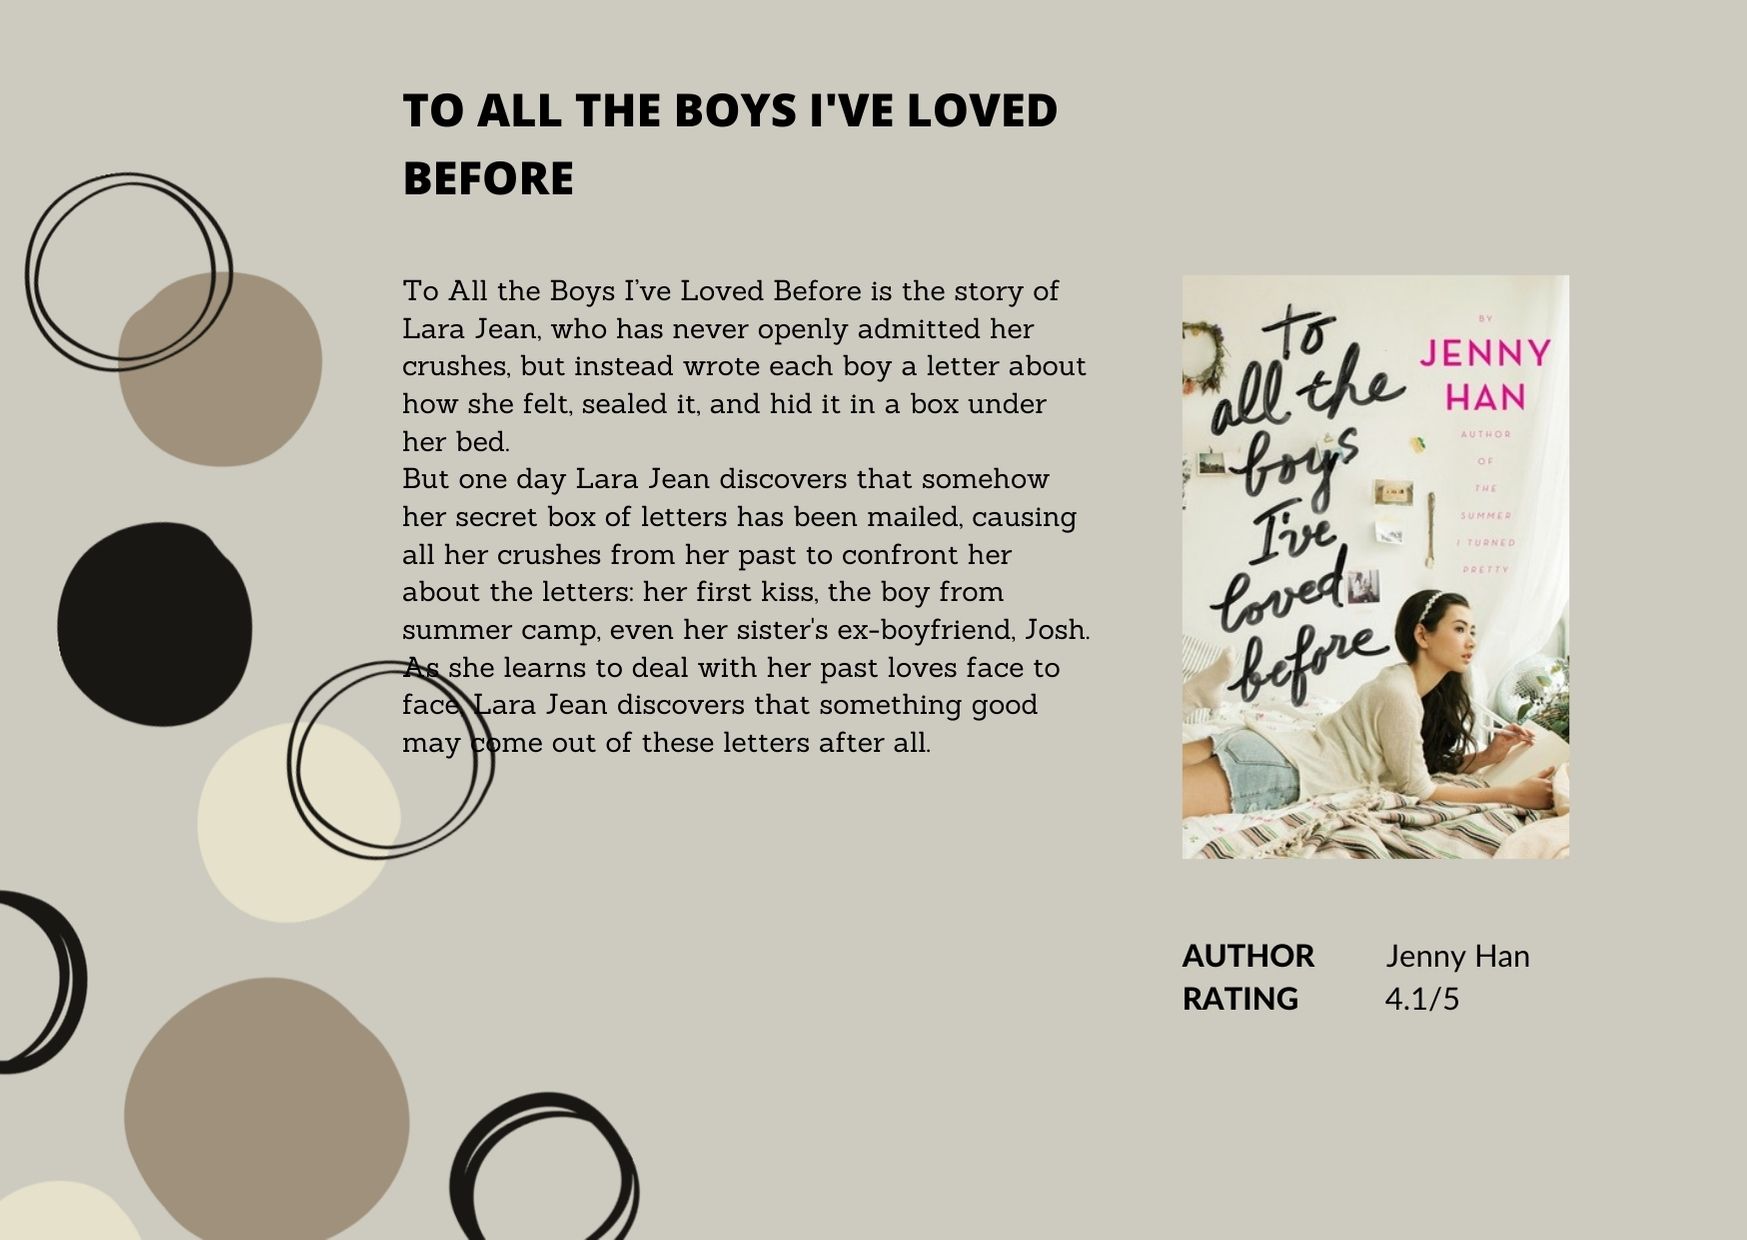 TO ALL THE BOYS I'VE LOVED
BEFORE
To All the Boys I’ve Loved Before is the story of
Lara Jean, who has never openly admitted her
crushes, but instead wrote each boy a letter about
how she felt, sealed it, and hid it in a box under
her bed.
But one day Lara Jean discovers that somehow
her secret box of letters has been mailed, causing
all her crushes from her past to confront her
about the letters: her first kiss, the boy from
summer camp, even her sister's ex-boyfriend, Josh.
As she learns to deal with her past loves face to
face, Lara Jean discovers that something good
may come out of these letters after all.
to
all the
boys
I've
loved
before
BY
JENNY
HAN
AUTHOR
OF
THE
SUMMER
I TURNED
PRETTY
AUTHOR Jenny Han
RATING 4.1/5